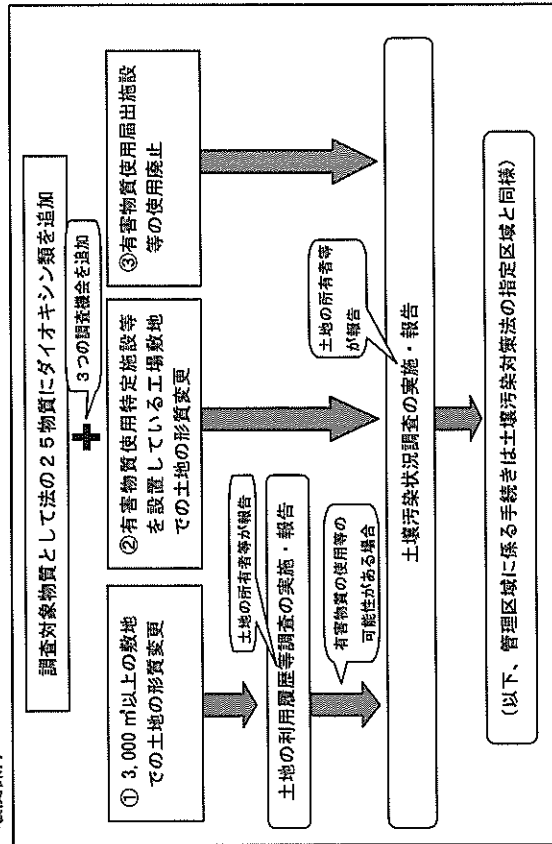 調査対象物質として法の25物質にダイオキシン類を追加
3つの調査機会を追加
① 3,000 ㎡以上の敷地
での土地の形質変更
②有害物質使用特定施設等
を設置している工場敷地
での土地の形質変更
③有害物質使用届出施設
等の使用廃止
土地の所有者等が報告
土地の利用履歴等調査の実施・報告
有害物質の使用等の
可能性がある場合
土地の所有者等
が報告
土壌汚染状況調査の実施・報告
(以下、管理区域に係る手続きは土壌汚染対策法の指定区域と同様)